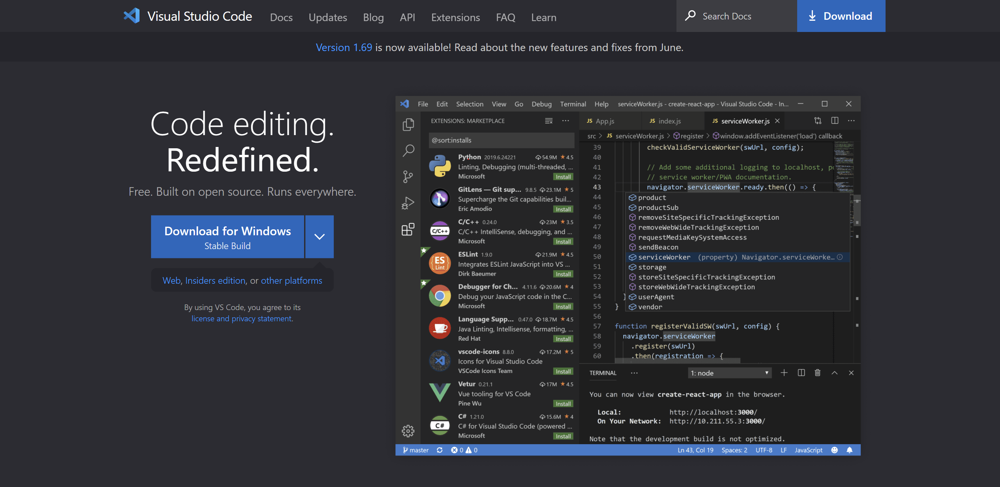 Visual Studio Code Docs Updates Blog API Extensions FAQ Learn Search Docs Download
Version 1.69 is now available! Read about the new features and fixes from June.
Code editing.
Redefined.
Free. Built on open source. Runs everywhere.
Download for Windows
Stable Build
Web, Insiders edition, or other platforms
By using VS Code, you agree to its
license and privacy statement.
File Edit Selection View Go Debug Terminal Help serviceWorker.js - create-react-app - Visual Studio Code - In...
EXTENSIONS: MARKETPLACE
@sort:installs
Python 2019.6.24221 54.9M 4.5
Linting, Debugging (multi-threaded, ...
Microsoft Install
GitLens — Git sup... 9.8.5 23.1M 5
Supercharge the Git capabilities buil...
Eric Amodio Install
C/C++
C/C++ 0.24.0 23M 3.5
C/C++ IntelliSense, debugging, and ...
Microsoft Install
ES
Lint
ESLint 1.9.0 21.9M 4.5
Integrates ESLint JavaScript into VS ...
Dirk Baeumer Install
Debugger for Ch... 4.11.6 20.6M 4
Debug your JavaScript code in the C...
Microsoft Install
Language Supp... 0.47.0 18.7M 4.5
Java Linting, Intellisense, formatting, ...
Red Hat Install
vscode-icons 8.8.0 17.2M 5
Icons for Visual Studio Code
VSCode Icons Team Install
Vetur 0.21.1 17M 4.5
Vue tooling for VS Code
Pine Wu Install
C#
C# 1.21.0 15.6M 4
C# for Visual Studio Code (powered ...
Microsoft Install
JS App.js JS index.js JS serviceWorker.js
src > JS serviceWorker.js > register > window.addEventListener('load') callback
39 checkValidServiceWorker(swUrl, config);
40
41 // Add some additional logging to localhost, po
42 // service worker/PWA documentation.
43 navigator.serviceWorker.ready.then(() => {
44 product
45 productSub
46 removeSiteSpecificTrackingException
47 removeWebWideTrackingException
48 requestMediaKeySystemAccess
49 sendBeacon
50 serviceWorker (property) Navigator.serviceWorke...
51 storage
52 storeSiteSpecificTrackingException
53 storeWebWideTrackingException
54 } userAgent
55 } vendor
56
57 function registerValidSW(swUrl, config) {
58 navigator.serviceWorker
59 .register(swUrl)
60 .then(registration => {
TERMINAL ... 1: node
You can now view create-react-app in the browser.
Local: http://localhost:3000/
On Your Network: http://10.211.55.3:3000/
Note that the development build is not optimized.
master 0 0 Ln 43, Col 19 Spaces: 2 UTF-8 LF JavaScript